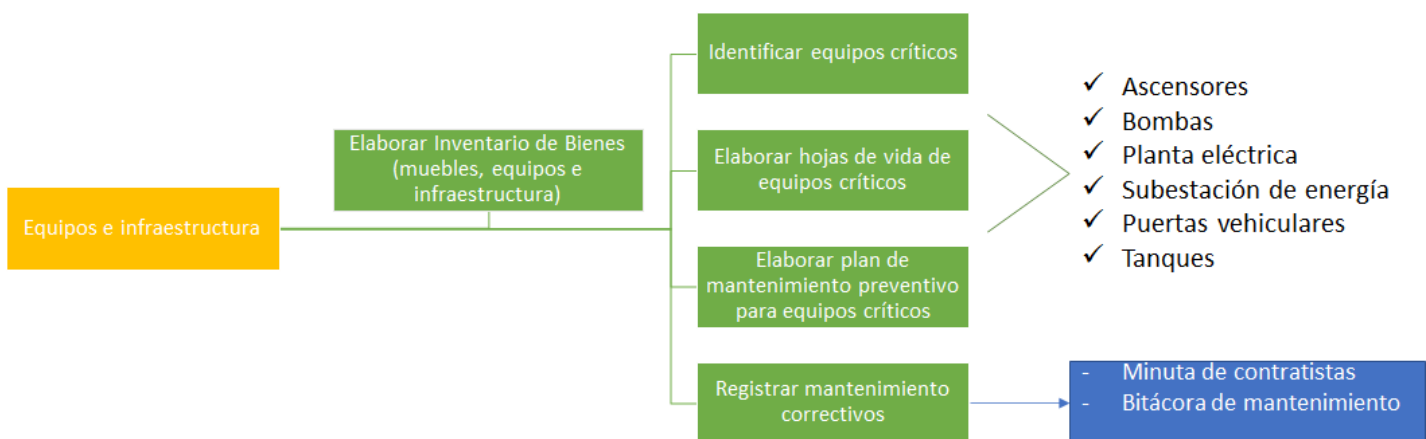 Equipos e infraestructura
Elaborar Inventario de Bienes
(muebles, equipos e
infraestructura)
Identificar equipos críticos
Elaborar hojas de vida de
equipos críticos
Elaborar plan de
mantenimiento preventivo
para equipos críticos
Registrar mantenimiento
correctivos
✓ Ascensores
✓ Bombas
✓ Planta eléctrica
✓ Subestación de energía
✓ Puertas vehiculares
✓ Tanques
- Minuta de contratistas
- Bitácora de mantenimiento